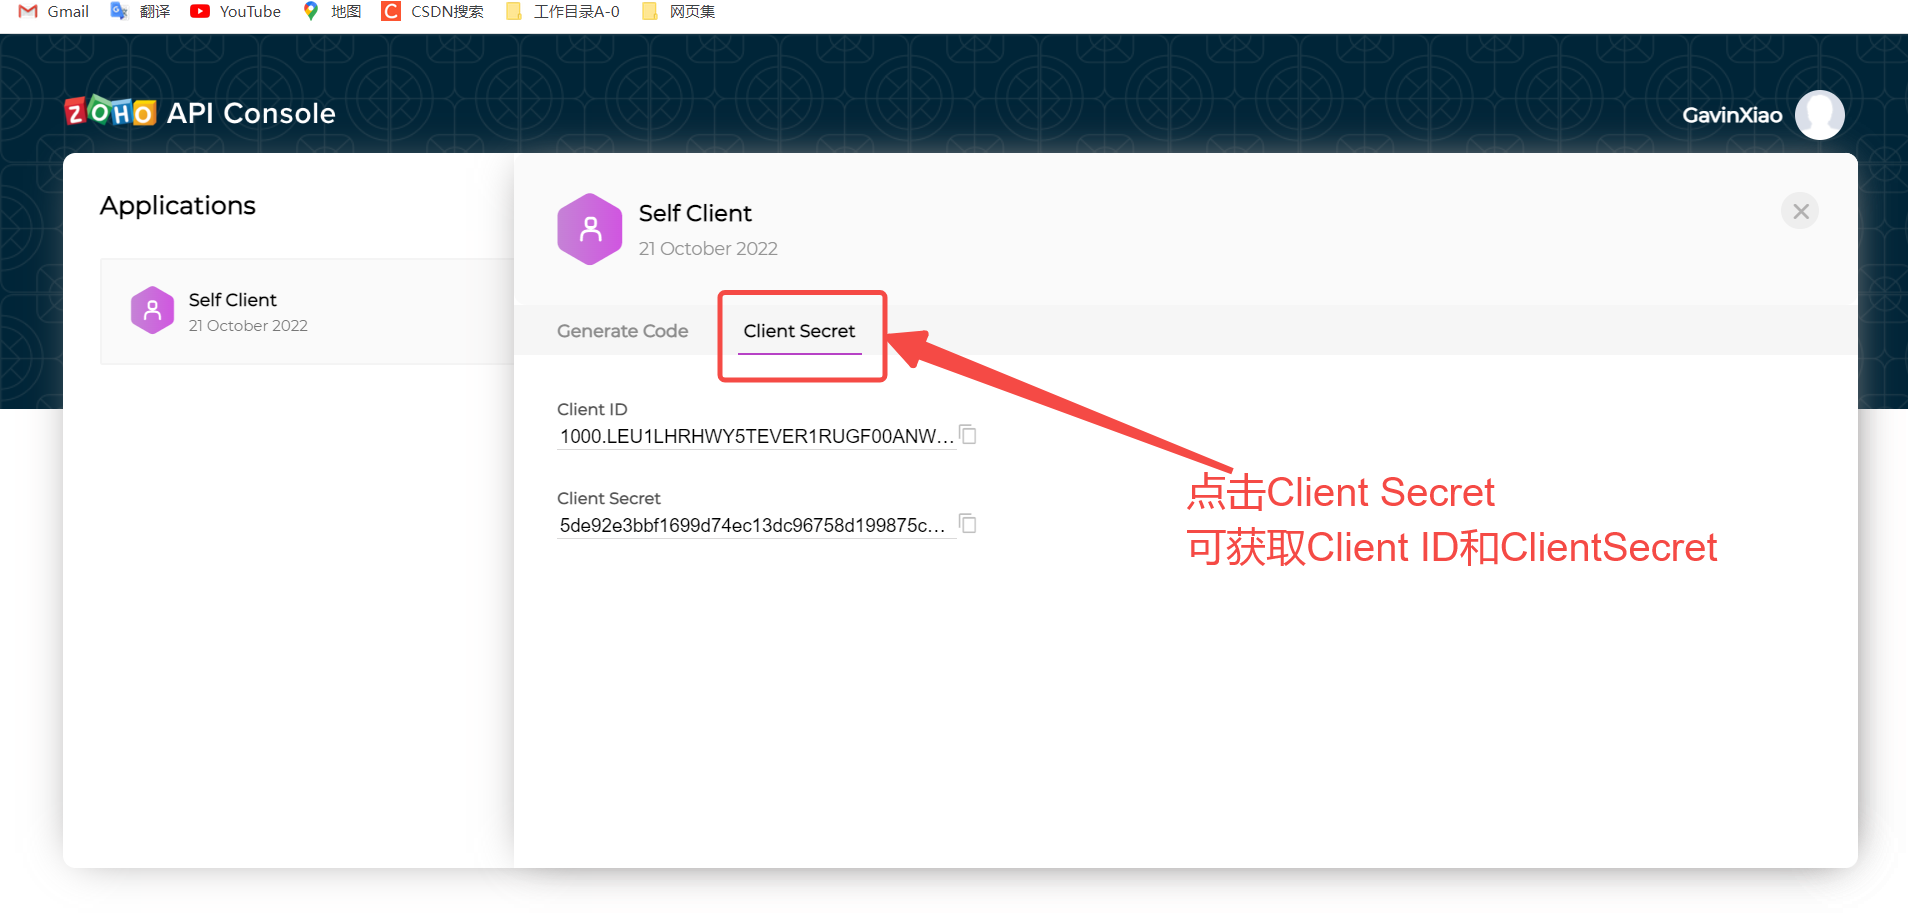 Gmail 翻译 YouTube 地图 CSDN搜索 工作目录A-0 网页集
ZOHO API Console
GavinXiao
Applications
Self Client
21 October 2022
Self Client
21 October 2022
Generate Code Client Secret
Client ID
1000.LEU1LHRHWY5TEVER1RUGF00ANW...
Client Secret
5de92e3bbf1699d74ec13dc96758d199875c...
点击Client Secret
可获取Client ID和ClientSecret